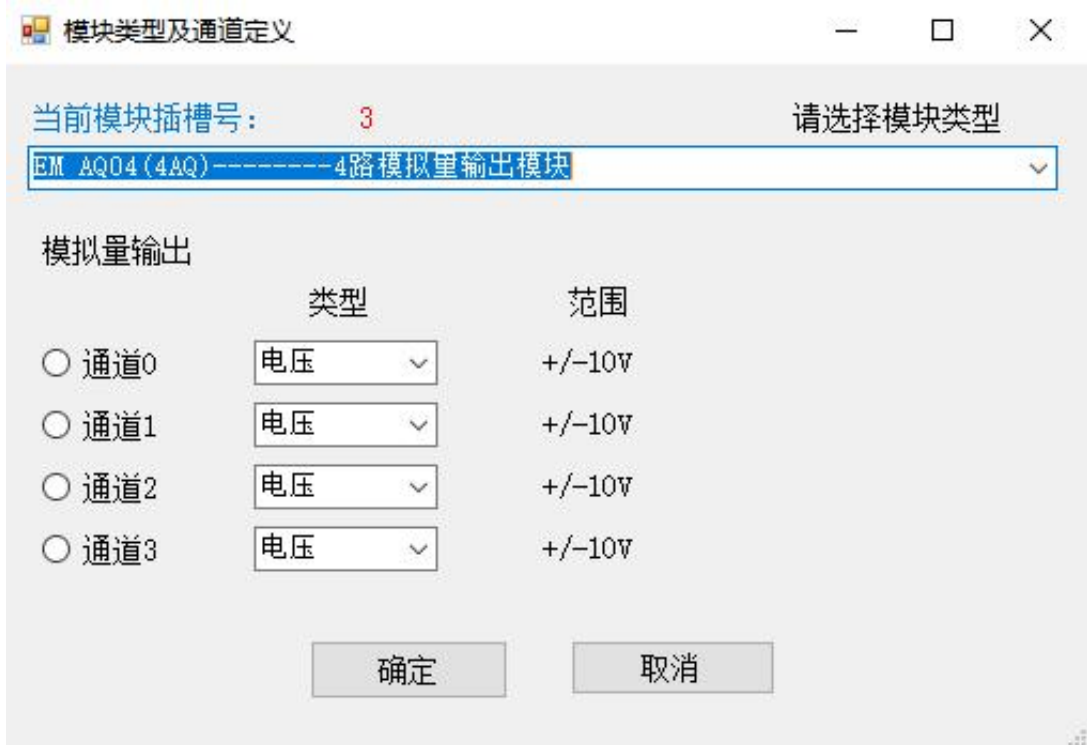 模块类型及通道定义
当前模块插槽号: 3 请选择模块类型
EM AQ04(4AQ)--------4路模拟量输出模块
模拟量输出
类型 范围
通道0 电压 +/-10V
通道1 电压 +/-10V
通道2 电压 +/-10V
通道3 电压 +/-10V
确定 取消